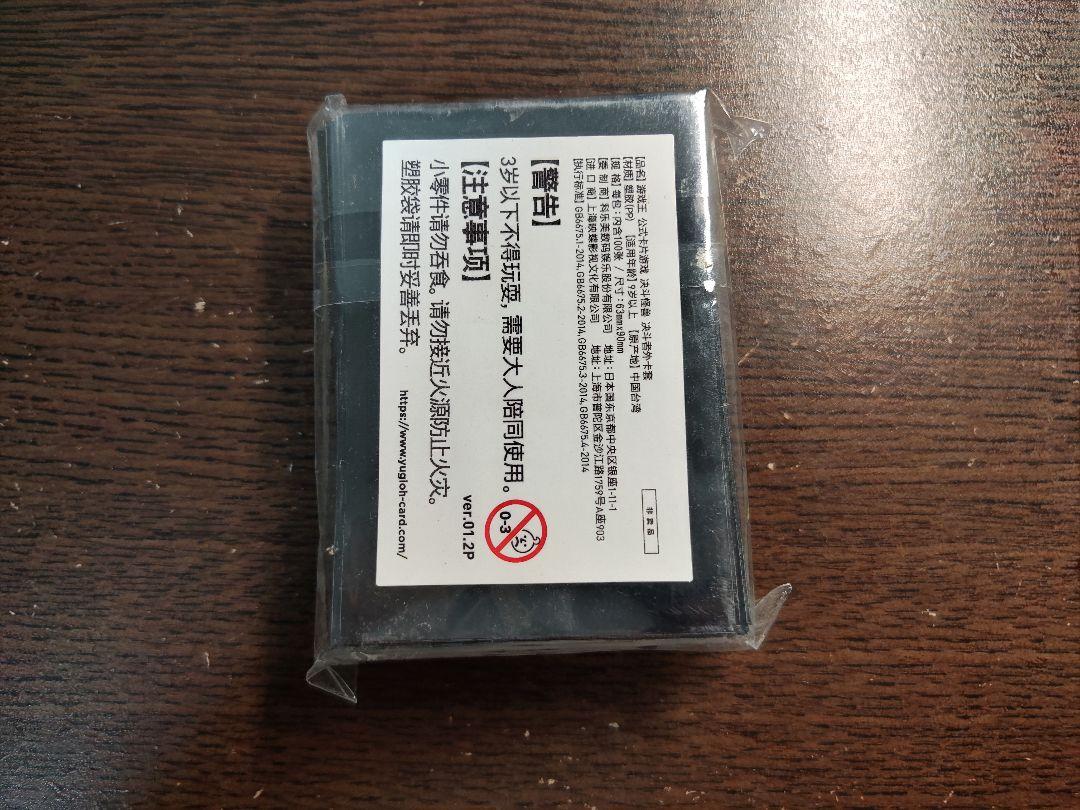 [品名] 游戏王 公式卡片游戏 决斗怪兽 决斗者外卡套
[材质] 塑胶(PP) [适用年龄] 9岁以上 [原产地] 中国台湾
[规 格] 每包:内含100张 / 尺寸:63mmx90mm
[委 制 商] 科乐美数码娱乐股份有限公司 地址:日本国东京都中央区银座1-11-1
[进 口 商] 上海映蝶影视文化有限公司 地址:上海市普陀区金沙江路1759号A座903
[执行标准] GB6675.1-2014,GB6675.2-2014,GB6675.3-2014,GB6675.4-2014
非卖品
【警告】
3岁以下不得玩耍,需要大人陪同使用。
0-3
【注意事项】
ver.01.2P
小零件请勿吞食。请勿接近火源防止火灾。
塑胶袋请即时妥善丢弃。
https://www.yugioh-card.com/